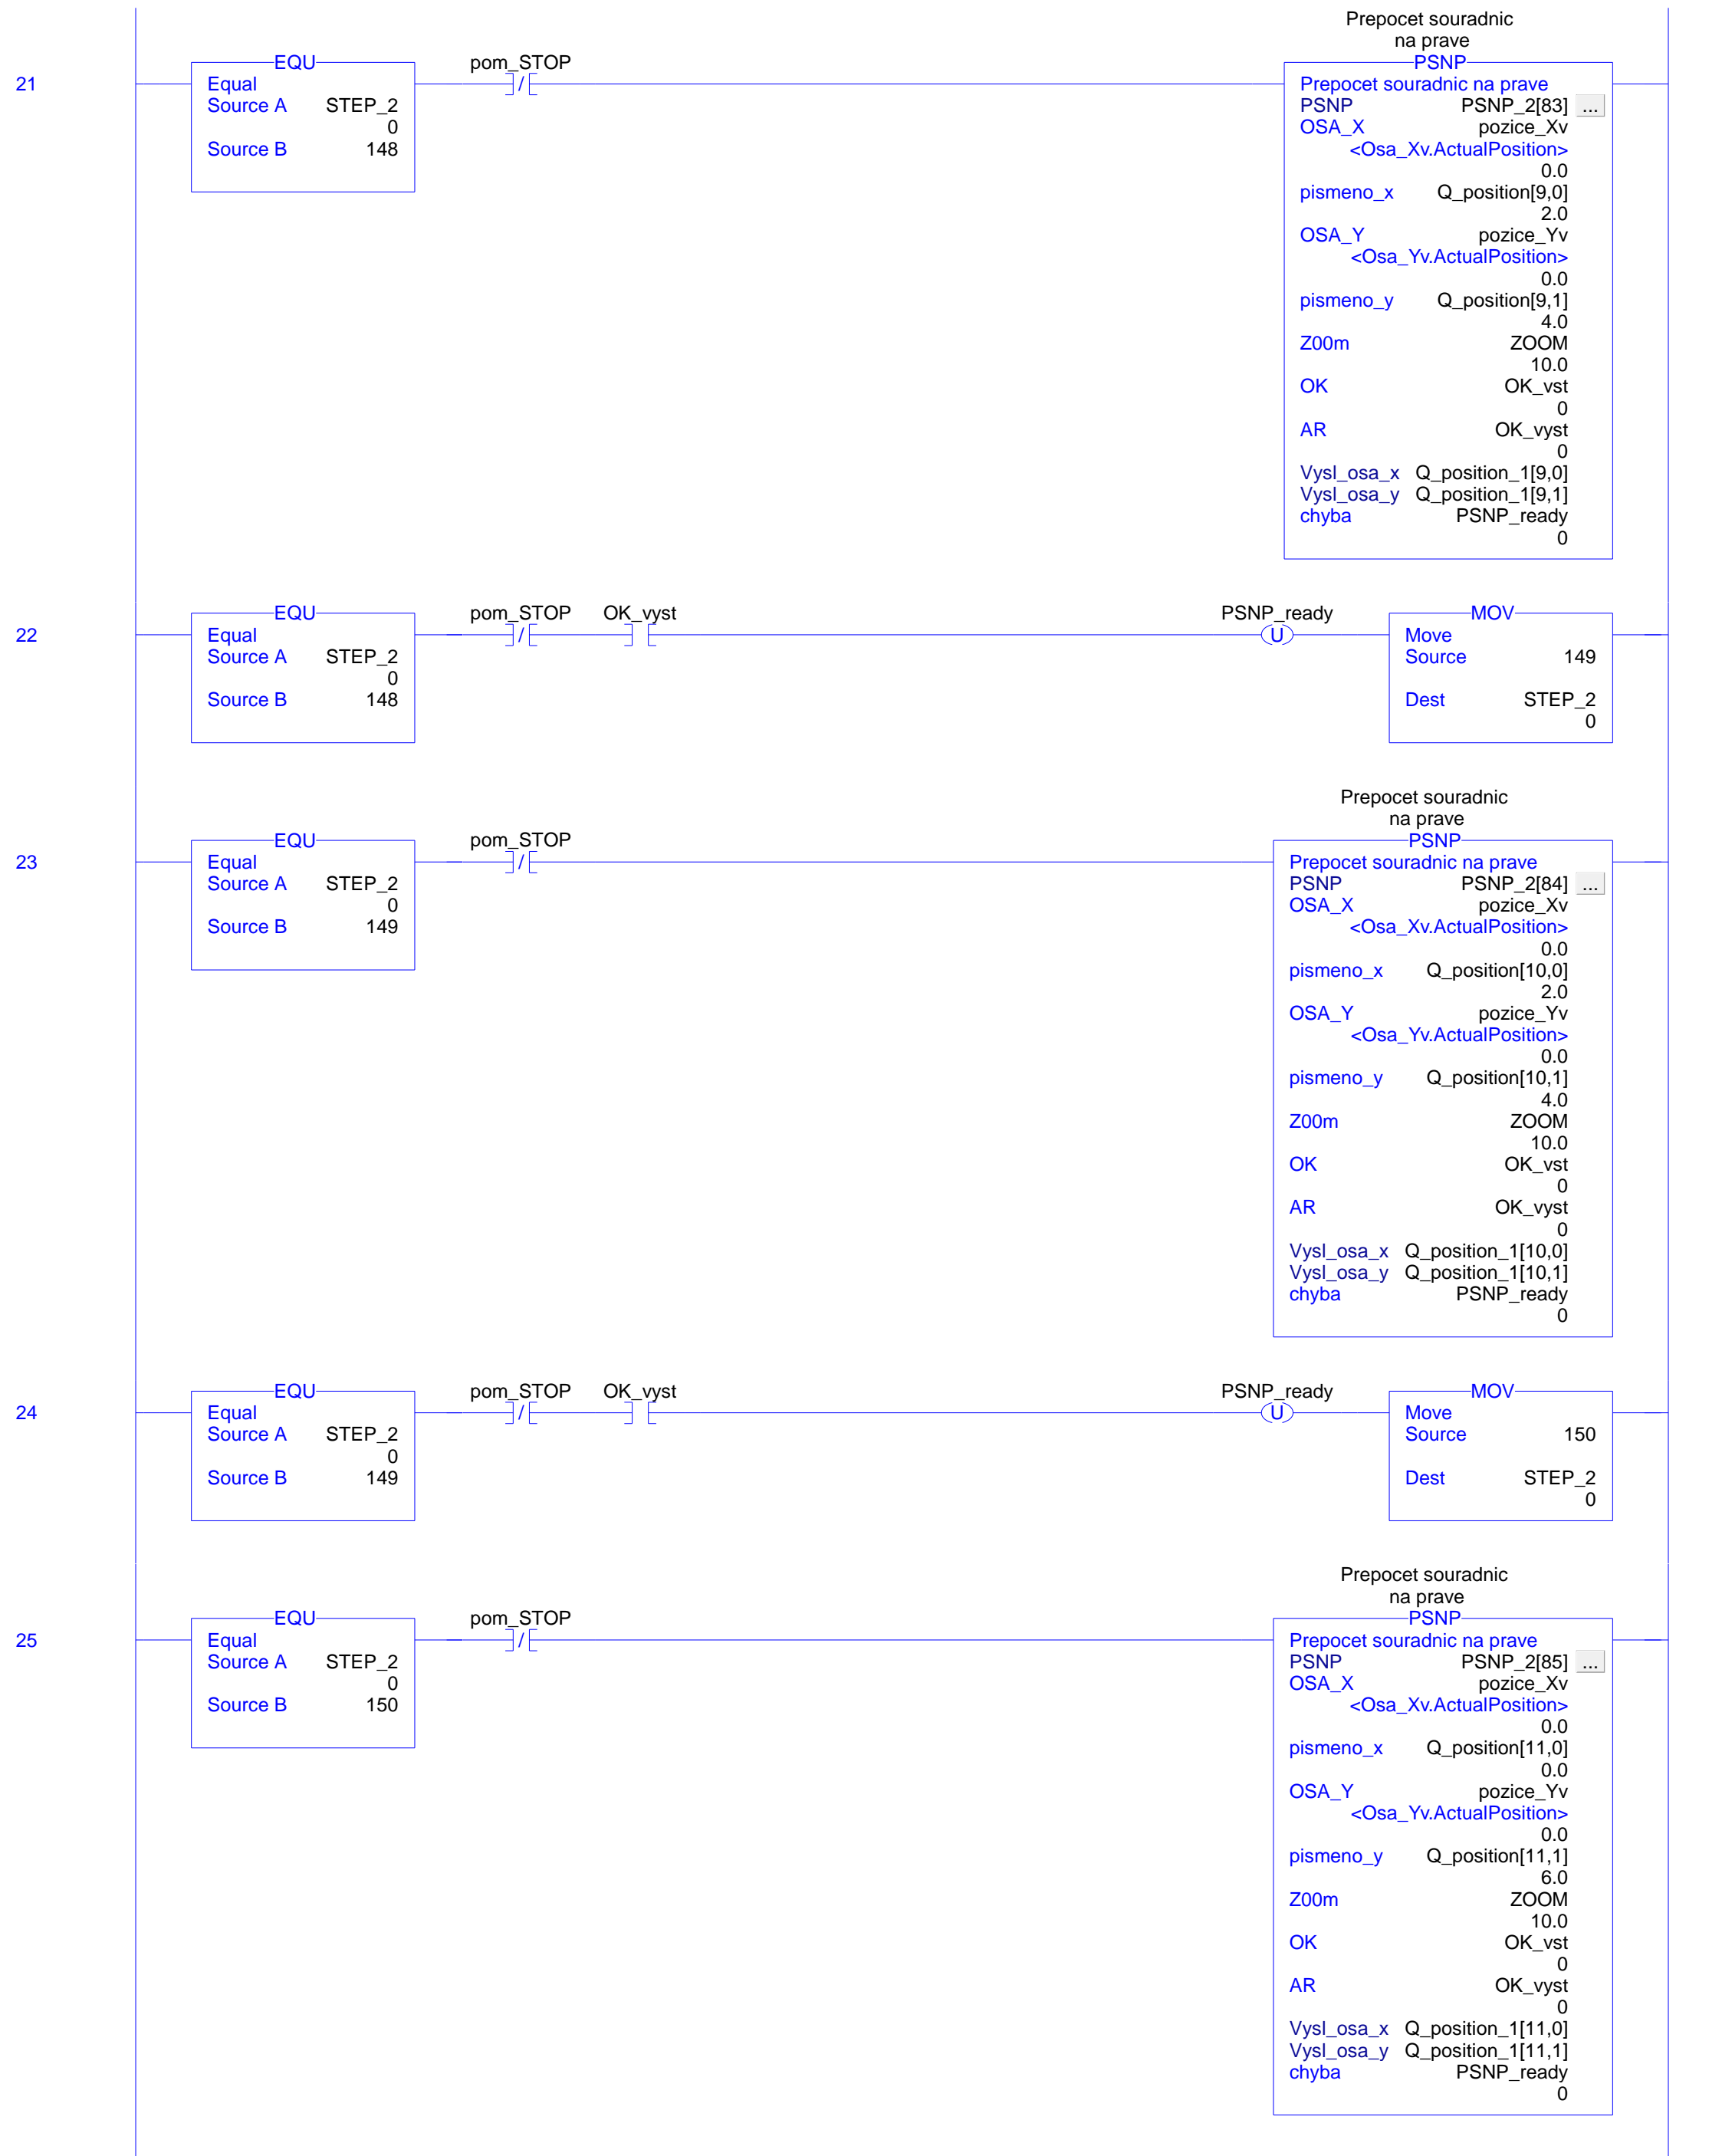 Prepocet souradnic
na prave
21
EQU
Equal
Source A STEP_2
0
Source B 148
pom_STOP
PSNP
Prepocet souradnic na prave
PSNP PSNP_2[83] ...
OSA_X pozice_Xv
<Osa_Xv.ActualPosition>
0.0
pismeno_x Q_position[9,0]
2.0
OSA_Y pozice_Yv
<Osa_Yv.ActualPosition>
0.0
pismeno_y Q_position[9,1]
4.0
Z00m ZOOM
10.0
OK OK_vst
0
AR OK_vyst
0
Vysl_osa_x Q_position_1[9,0]
Vysl_osa_y Q_position_1[9,1]
chyba PSNP_ready
0
22
EQU
Equal
Source A STEP_2
0
Source B 148
pom_STOP OK_vyst
PSNP_ready
U
MOV
Move
Source 149
Dest STEP_2
0
Prepocet souradnic
na prave
23
EQU
Equal
Source A STEP_2
0
Source B 149
pom_STOP
PSNP
Prepocet souradnic na prave
PSNP PSNP_2[84] ...
OSA_X pozice_Xv
<Osa_Xv.ActualPosition>
0.0
pismeno_x Q_position[10,0]
2.0
OSA_Y pozice_Yv
<Osa_Yv.ActualPosition>
0.0
pismeno_y Q_position[10,1]
4.0
Z00m ZOOM
10.0
OK OK_vst
0
AR OK_vyst
0
Vysl_osa_x Q_position_1[10,0]
Vysl_osa_y Q_position_1[10,1]
chyba PSNP_ready
0
24
EQU
Equal
Source A STEP_2
0
Source B 149
pom_STOP OK_vyst
PSNP_ready
U
MOV
Move
Source 150
Dest STEP_2
0
Prepocet souradnic
na prave
25
EQU
Equal
Source A STEP_2
0
Source B 150
pom_STOP
PSNP
Prepocet souradnic na prave
PSNP PSNP_2[85] ...
OSA_X pozice_Xv
<Osa_Xv.ActualPosition>
0.0
pismeno_x Q_position[11,0]
0.0
OSA_Y pozice_Yv
<Osa_Yv.ActualPosition>
0.0
pismeno_y Q_position[11,1]
6.0
Z00m ZOOM
10.0
OK OK_vst
0
AR OK_vyst
0
Vysl_osa_x Q_position_1[11,0]
Vysl_osa_y Q_position_1[11,1]
chyba PSNP_ready
0